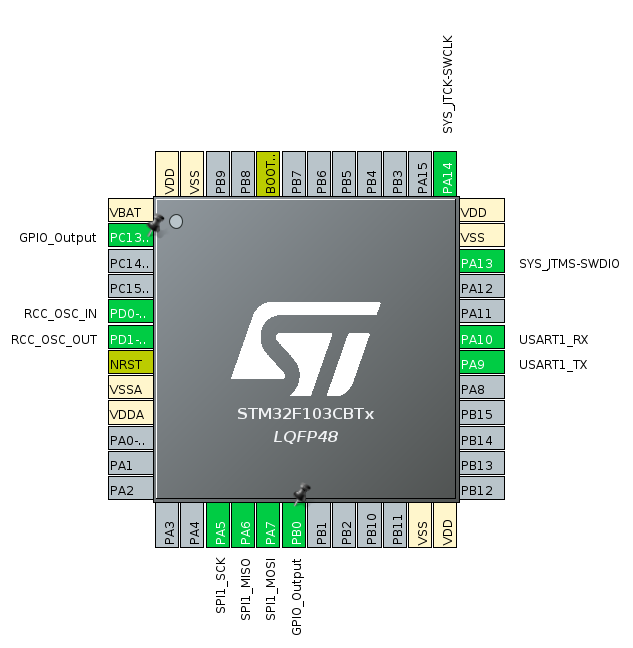 SYS_JTCK-SWCLK
VDD
VSS
PB9
PB8
BOOT..
PB7
PB6
PB5
PB4
PB3
PA15
PA14
VBAT
GPIO_Output PC13..
PC14..
PC15..
RCC_OSC_IN PD0-..
RCC_OSC_OUT PD1-..
NRST
VSSA
VDDA
PA0-..
PA1
PA2
ST
STM32F103CBTx
LQFP48
VDD
VSS
PA13 SYS_JTMS-SWDIO
PA12
PA11
PA10 USART1_RX
PA9 USART1_TX
PA8
PB15
PB14
PB13
PB12
PA3
PA4
PA5
PA6
PA7
PB0
PB1
PB2
PB10
PB11
VSS
VDD
SPI1_SCK
SPI1_MISO
SPI1_MOSI
GPIO_Output